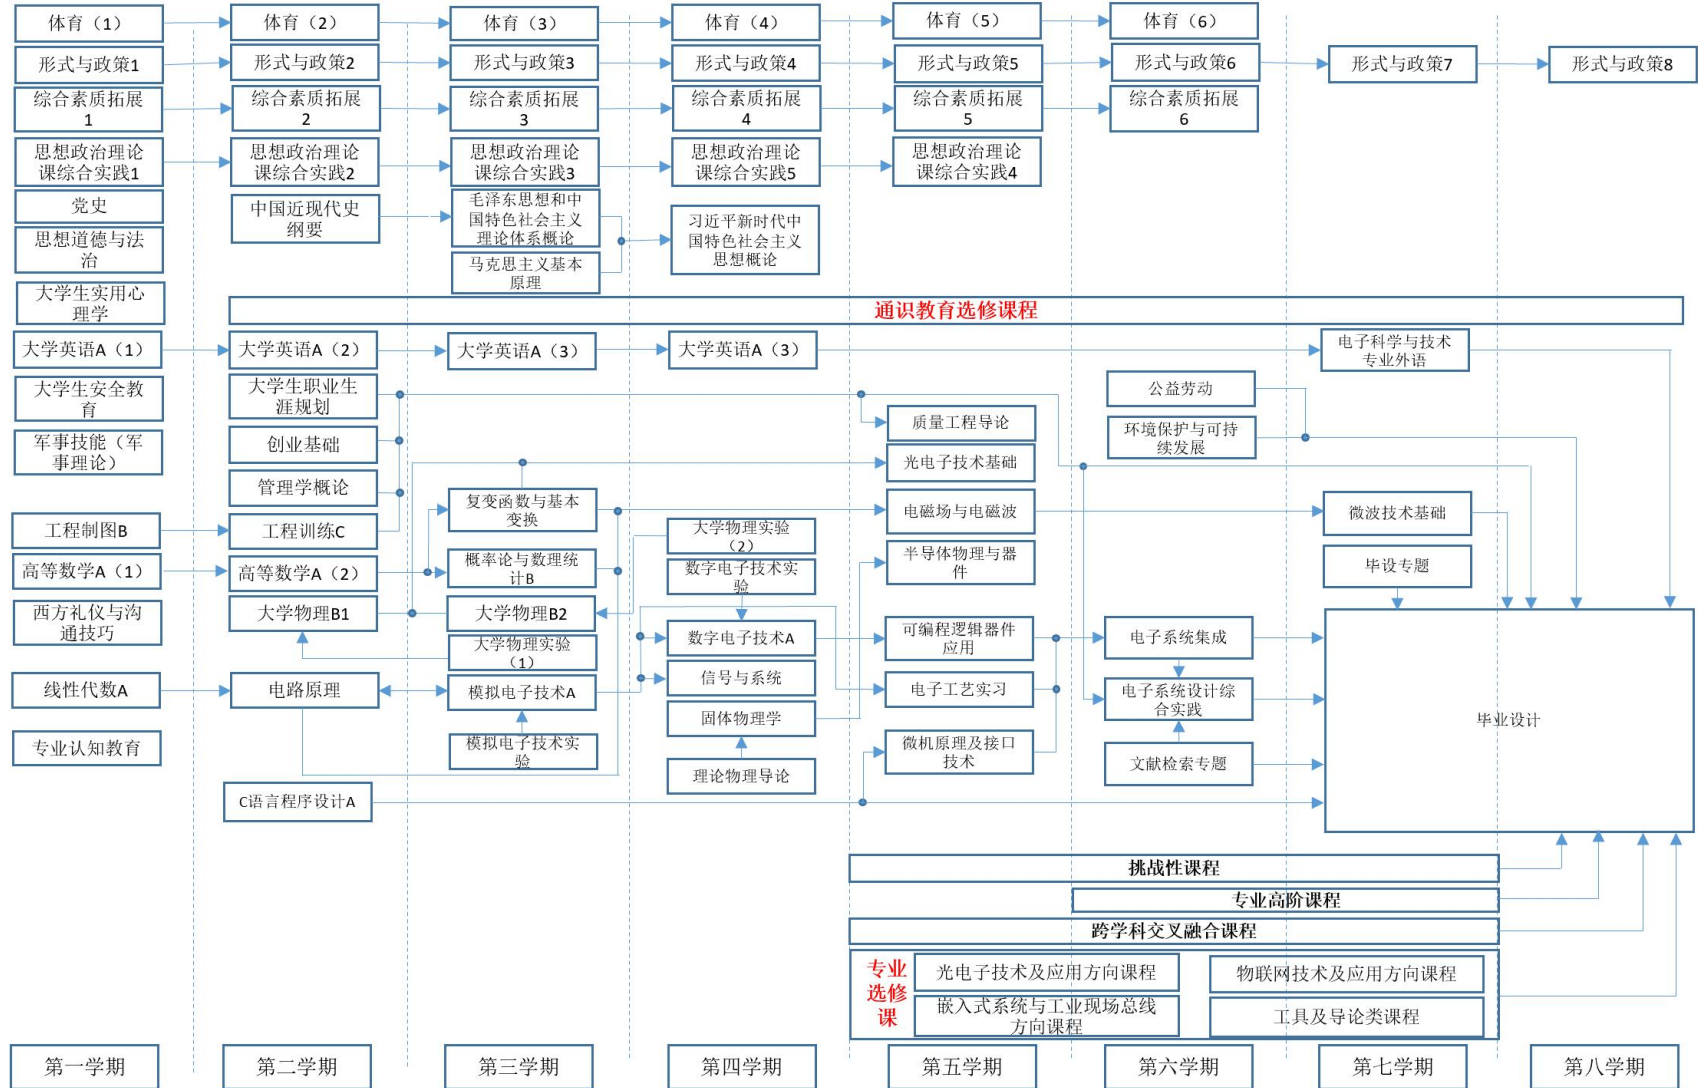 体育（1）
体育（2）
体育（3）
体育（4）
体育（5）
体育（6）
形式与政策1
形式与政策2
形式与政策3
形式与政策4
形式与政策5
形式与政策6
形式与政策7
形式与政策8
综合素质拓展
1
综合素质拓展
2
综合素质拓展
3
综合素质拓展
4
综合素质拓展
5
综合素质拓展
6
思想政治理论
课综合实践1
思想政治理论
课综合实践2
思想政治理论
课综合实践3
思想政治理论
课综合实践5
思想政治理论
课综合实践4
党史
中国近现代史
纲要
毛泽东思想和中
国特色社会主义
理论体系概论
习近平新时代中
国特色社会主义
思想概论
思想道德与法
治
马克思主义基本
原理
大学生实用心
理学
通识教育选修课程
大学英语A（1）
大学英语A（2）
大学英语A（3）
大学英语A（3）
电子科学与技术
专业外语
大学生安全教
育
大学生职业生
涯规划
公益劳动
质量工程导论
环境保护与可持
续发展
军事技能（军
事理论）
创业基础
光电子技术基础
管理学概论
复变函数与基本
变换
电磁场与电磁波
微波技术基础
工程制图B
工程训练C
大学物理实验
（2）
半导体物理与器
件
毕设专题
高等数学A（1）
高等数学A（2）
概率论与数理统
计B
数字电子技术实
验
西方礼仪与沟
通技巧
大学物理B1
大学物理B2
数字电子技术A
可编程逻辑器件
应用
电子系统集成
大学物理实验
（1）
信号与系统
线性代数A
电路原理
模拟电子技术A
电子工艺实习
电子系统设计综
合实践
固体物理学
毕业设计
专业认知教育
模拟电子技术实
验
理论物理导论
微机原理及接口
技术
文献检索专题
C语言程序设计A
挑战性课程
专业高阶课程
跨学科交叉融合课程
专业
选修
课
光电子技术及应用方向课程
物联网技术及应用方向课程
嵌入式系统与工业现场总线
方向课程
工具及导论类课程
第一学期
第二学期
第三学期
第四学期
第五学期
第六学期
第七学期
第八学期